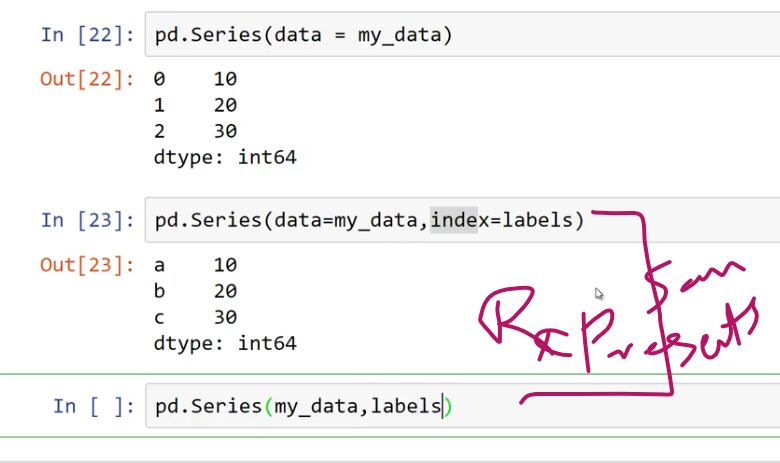 In [22]: pd.Series(data = my_data)
Out[22]: 0 10
1 20
2 30
dtype: int64
In [23]: pd.Series(data=my_data,index=labels)
Out[23]: a 10
b 20
c 30
dtype: int64
Represents
In [ ]: pd.Series(my_data,labels)